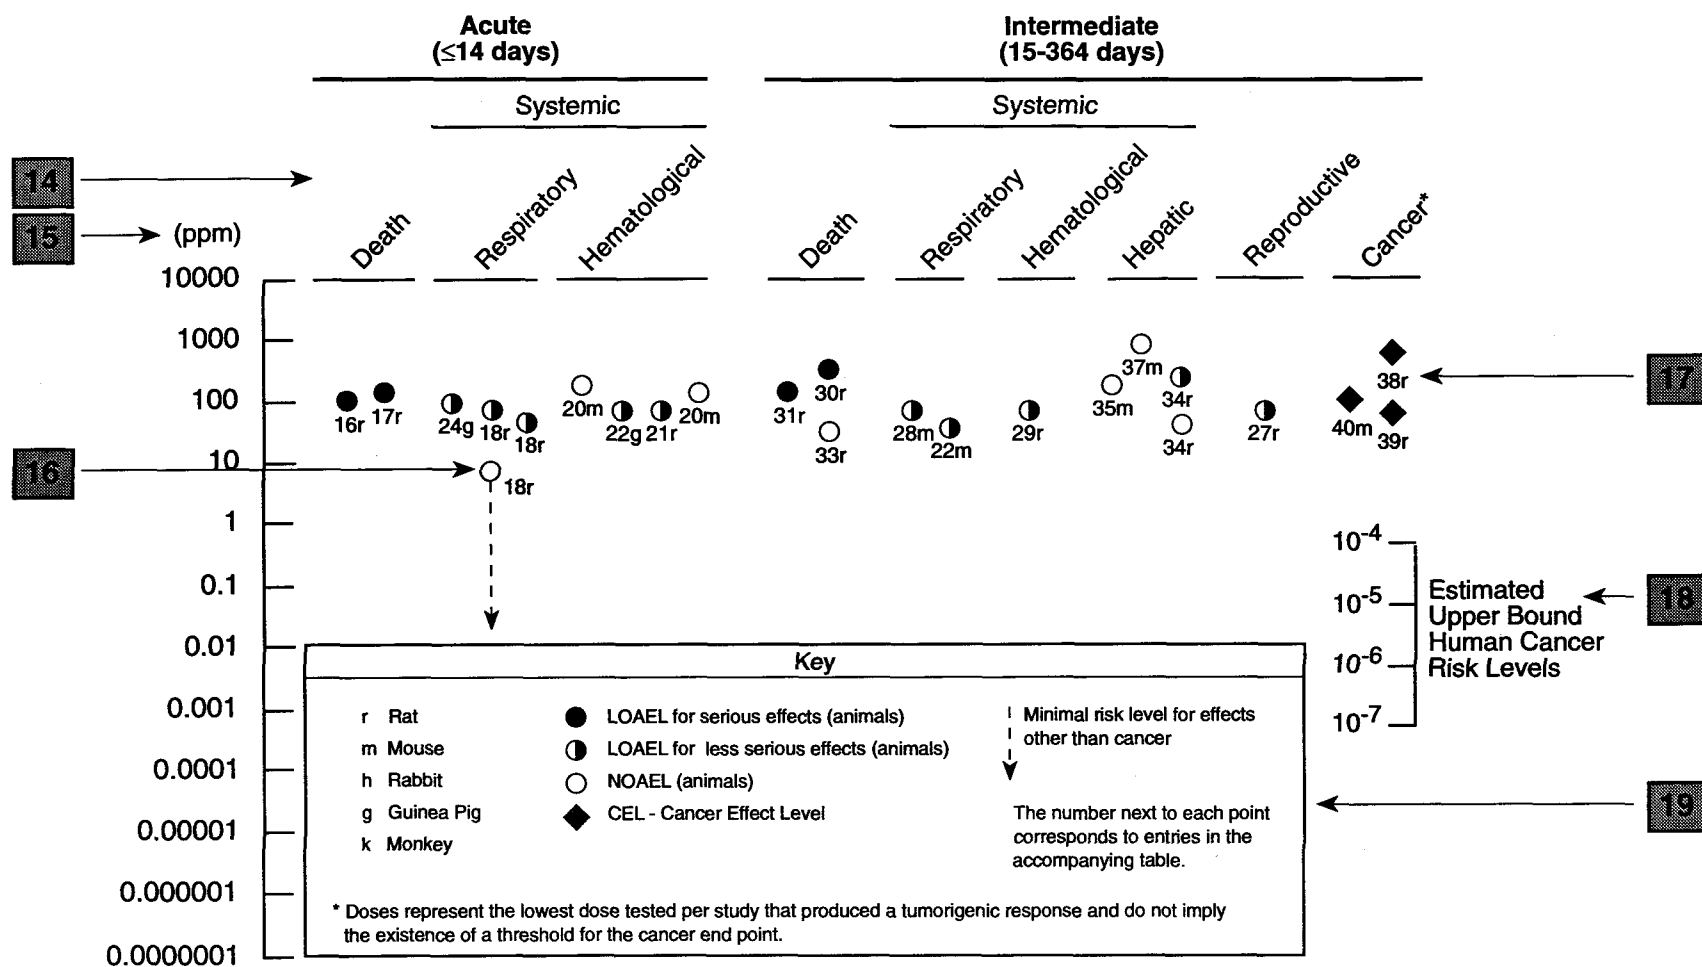 Acute
(≤14 days)
Intermediate
(15-364 days)
Systemic
Systemic
14
15
(ppm)
Death
Respiratory
Hematological
Death
Respiratory
Hematological
Hepatic
Reproductive
Cancer*
10000
1000
100
10
1
0.1
0.01
0.001
0.0001
0.00001
0.000001
0.0000001
16r
17r
24g
18r
18r
20m
22g
21r
20m
31r
30r
33r
28m
22m
29r
35m
37m
34r
34r
27r
40m
38r
39r
17
16
18r
10-4
10-5
10-6
10-7
Estimated
Upper Bound
Human Cancer
Risk Levels
18
Key
r Rat
m Mouse
h Rabbit
g Guinea Pig
k Monkey
LOAEL for serious effects (animals)
LOAEL for less serious effects (animals)
NOAEL (animals)
CEL - Cancer Effect Level
Minimal risk level for effects
other than cancer
The number next to each point
corresponds to entries in the
accompanying table.
19
* Doses represent the lowest dose tested per study that produced a tumorigenic response and do not imply
the existence of a threshold for the cancer end point.